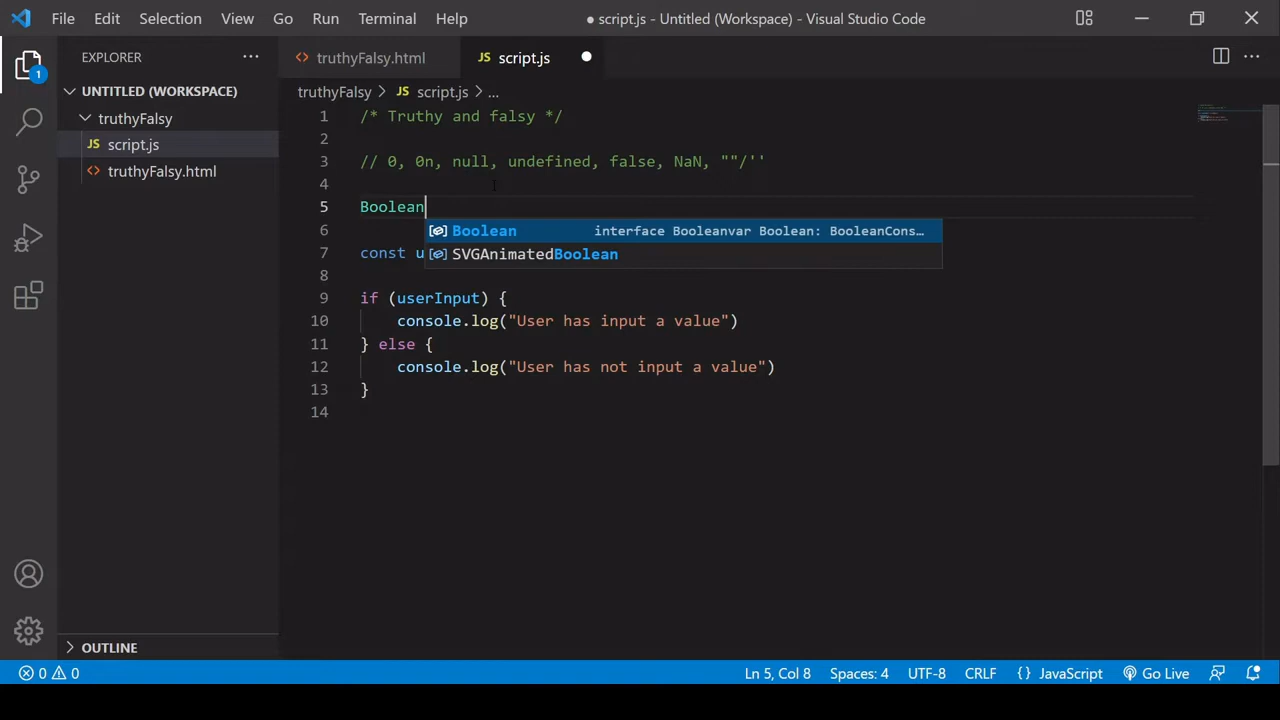 File Edit Selection View Go Run Terminal Help ● script.js - Untitled (Workspace) - Visual Studio Code
EXPLORER ...
<> truthyFalsy.html JS script.js ● ...
1
UNTITLED (WORKSPACE)
truthyFalsy
JS script.js
<> truthyFalsy.html
truthyFalsy > JS script.js > ...
1 /* Truthy and falsy */
2
3 // 0, 0n, null, undefined, false, NaN, ""/''
4
5 Boolean
Boolean interface Booleanvar Boolean: BooleanCons…
SVGAnimatedBoolean
6
7 const u
8
9 if (userInput) {
10 console.log("User has input a value")
11 } else {
12 console.log("User has not input a value")
13 }
14
OUTLINE
0 0 Ln 5, Col 8 Spaces: 4 UTF-8 CRLF {} JavaScript Go Live